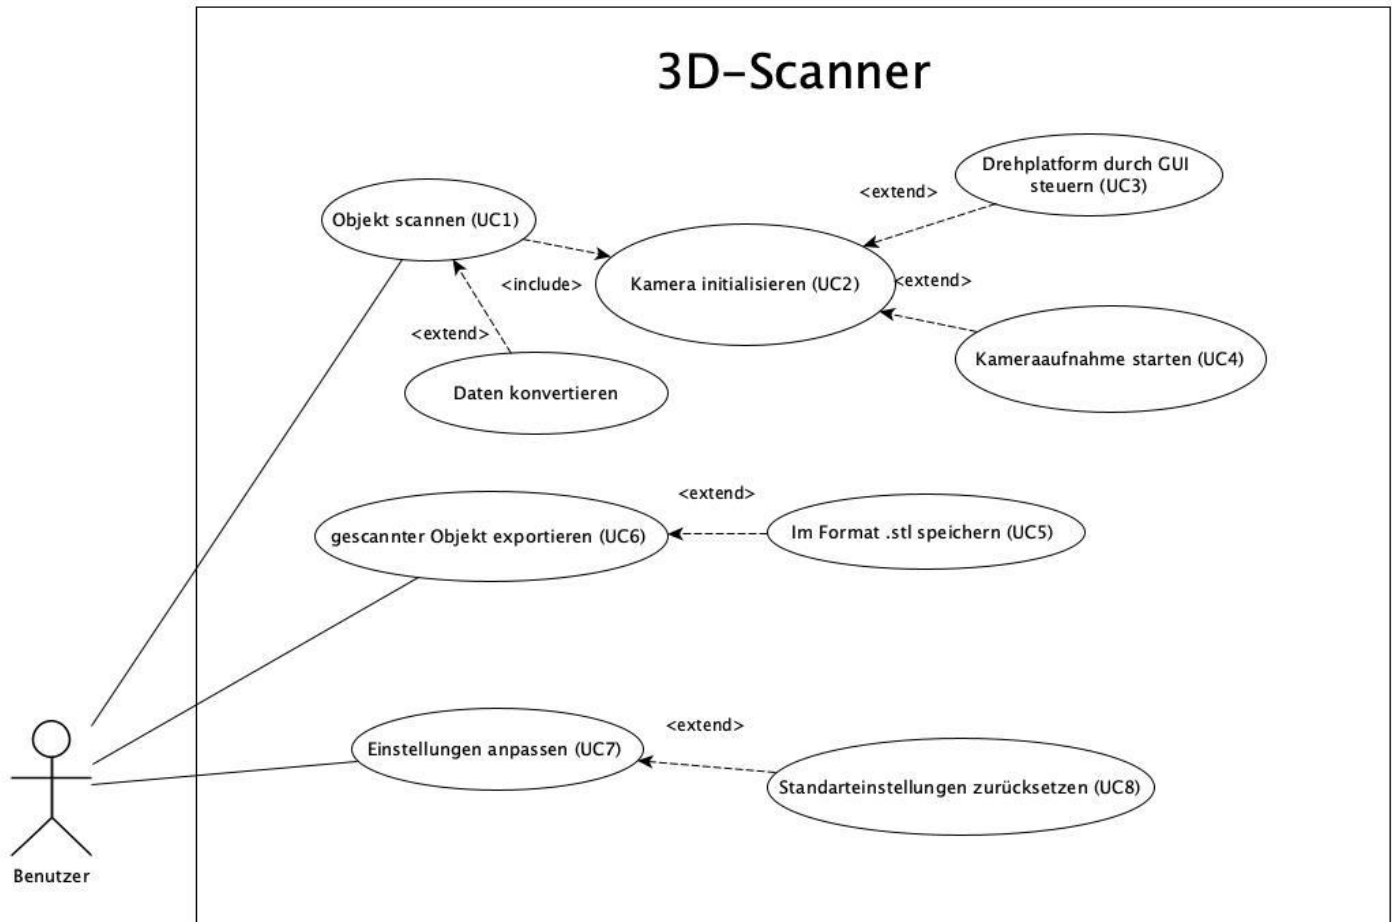 3D-Scanner
Drehplatform durch GUI
steuern (UC3)
<extend>
Objekt scannen (UC1)
<include>
Kamera initialisieren (UC2)
<extend>
<extend>
Kameraaufnahme starten (UC4)
Daten konvertieren
<extend>
gescannter Objekt exportieren (UC6)
Im Format .stl speichern (UC5)
<extend>
Einstellungen anpassen (UC7)
Standarteinstellungen zurücksetzen (UC8)
Benutzer